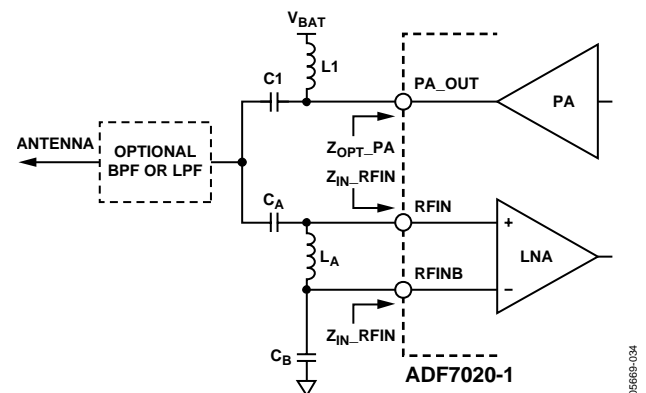 VBAT
L1
C1
PA_OUT
PA
ZOPT_PA
ANTENNA
OPTIONAL
BPF OR LPF
ZIN_RFIN
CA
RFIN
+
LA
LNA
RFINB
−
ZIN_RFIN
CB
ADF7020-1
05669-034